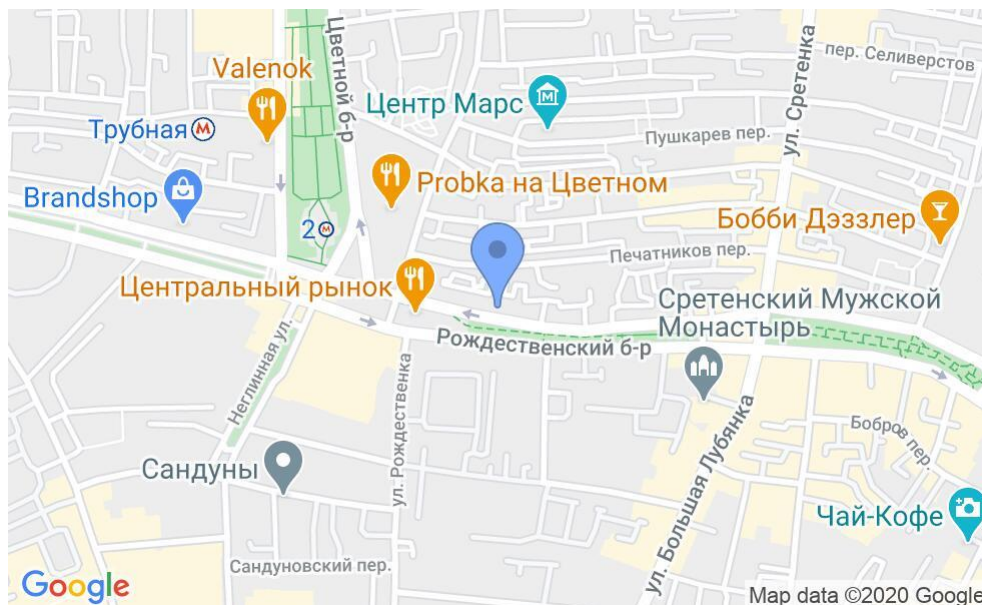 Цветной б-р
пер. Селиверстов
Valenok
Центр Марс
ул. Сретенка
Трубная М
Пушкарев пер.
Brandshop
Probka на Цветном
Бобби Дэззлер
2 М
Печатников пер.
Центральный рынок
Сретенский Мужской
Монастырь
Рождественский б-р
Неглинная ул.
ул. Рождественка
ул. Большая Лубянка
Бобров пер.
Сандуны
Чай-Кофе
Сандуновский пер.
Google
Map data ©2020 Google